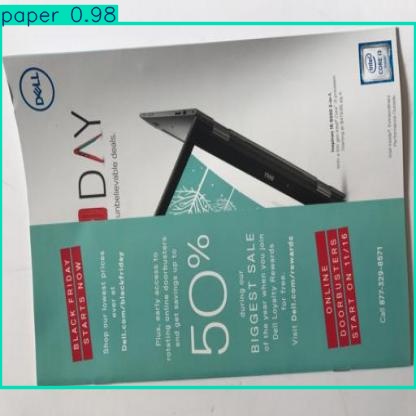 paper 0.98
DELL
DAY
unbelievable deals.
intel
CORE i3
BLACK FRIDAY
STARTS NOW
Shop our lowest prices
ever at
Dell.com/blackfriday
Plus, early access to
rotating online doorbusters
and get savings up to
50%
during our
BIGGEST SALE
of the year when you join
Dell Loyalty Rewards
for free.
Visit Dell.com/rewards
ONLINE
DOORBUSTERS
START ON 11/16
Call 877-329-8571